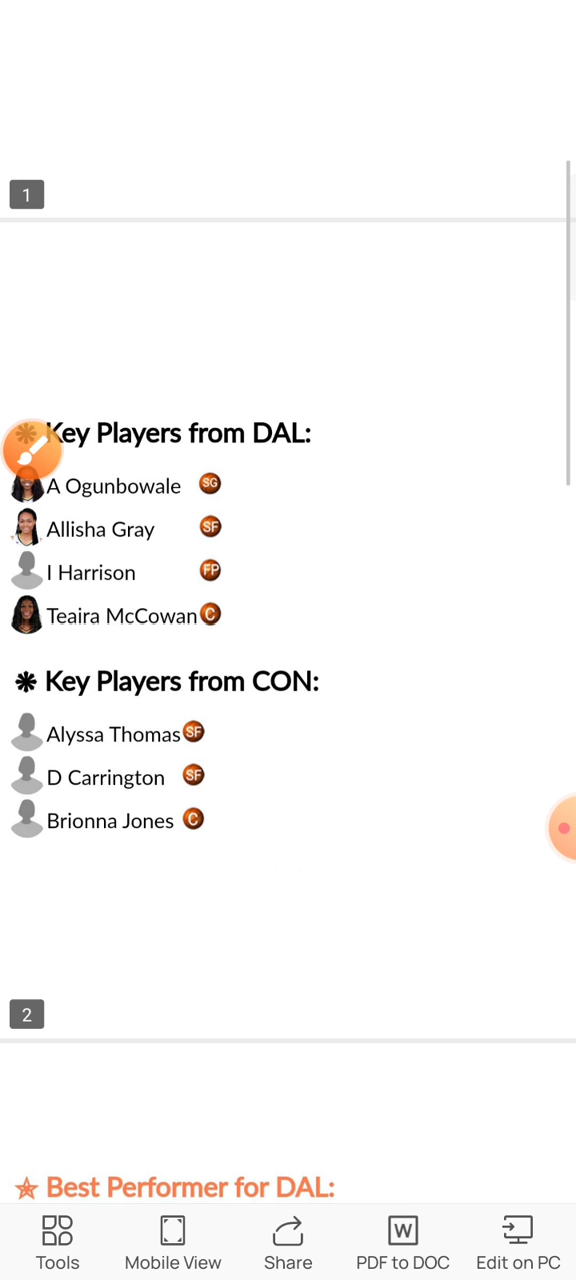 1
Key Players from DAL:
A Ogunbowale SG
Allisha Gray SF
I Harrison FP
Teaira McCowan C
Key Players from CON:
Alyssa Thomas SF
D Carrington SF
Brionna Jones C
2
Best Performer for DAL:
W
Tools Mobile View Share PDF to DOC Edit on PC